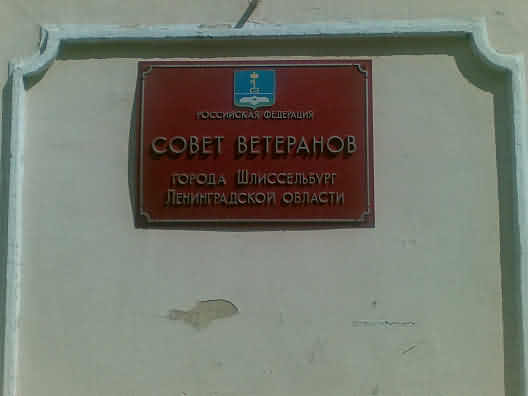 РОССИЙСКАЯ ФЕДЕРАЦИЯ
СОВЕТ ВЕТЕРАНОВ
ГОРОДА ШЛИССЕЛЬБУРГ
ЛЕНИНГРАДСКОЙ ОБЛАСТИ